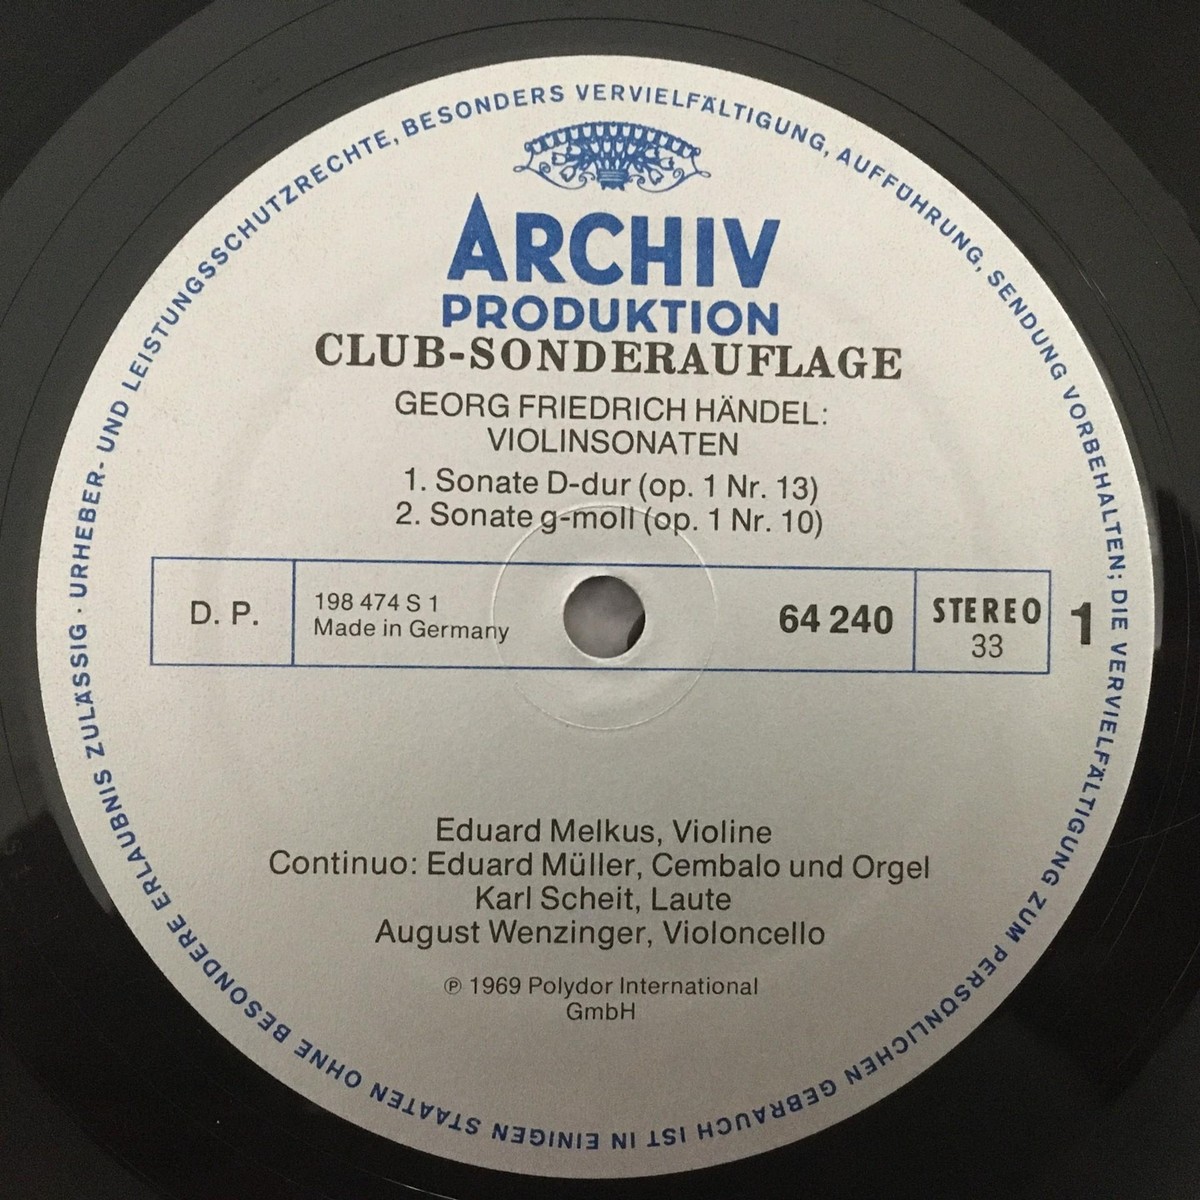 URHEBER- UND LEISTUNGSSCHUTZRECHTE, BESONDERS VERVIELFÄLTIGUNG, AUFFÜHRUNG, SENDUNG VORBEHALTEN; DIE VERVIELFÄLTIGUNG ZUM PERSÖNLICHEN GEBRAUCH IST IN EINIGEN STAATEN OHNE BESONDERE ERLAUBNIS ZULÄSSIG ·
ARCHIV
PRODUKTION
CLUB-SONDERAUFLAGE
GEORG FRIEDRICH HÄNDEL:
VIOLINSONATEN
1. Sonate D-dur (op. 1 Nr. 13)
2. Sonate g-moll (op. 1 Nr. 10)
D. P.
198 474 S 1
Made in Germany
64 240
STEREO
33
1
Eduard Melkus, Violine
Continuo: Eduard Müller, Cembalo und Orgel
Karl Scheit, Laute
August Wenzinger, Violoncello
℗ 1969 Polydor International
GmbH